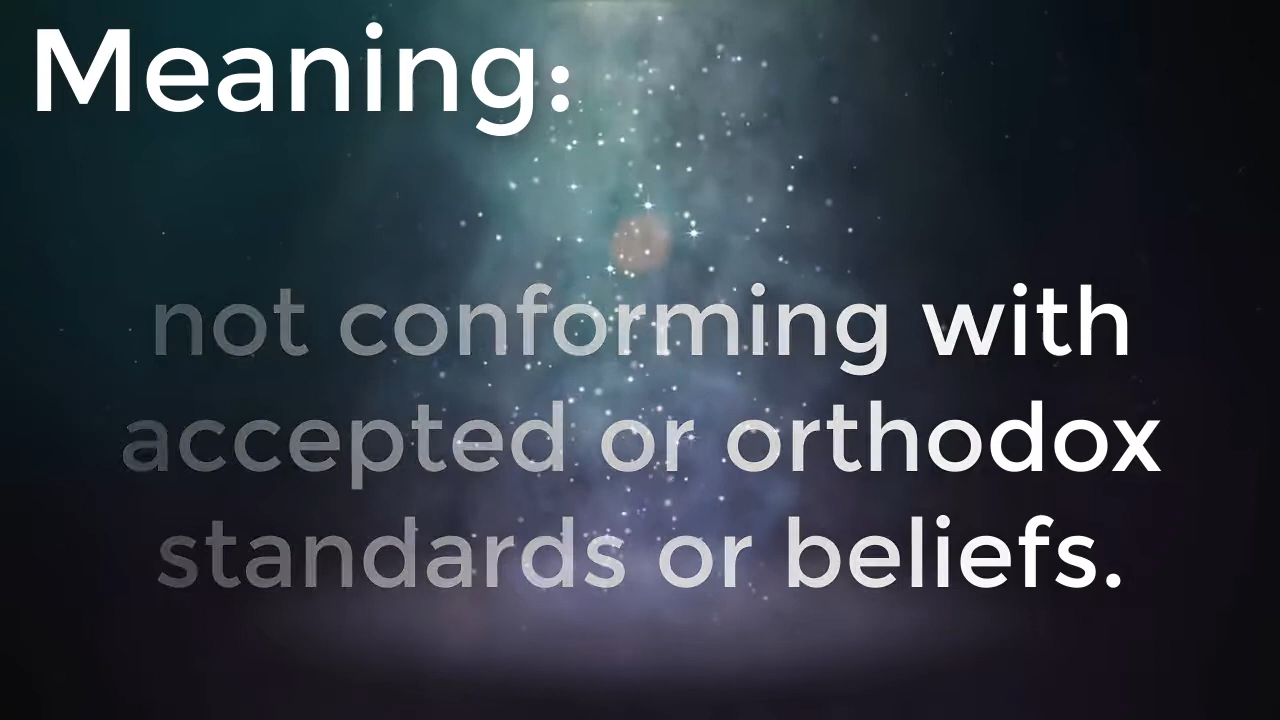 Meaning:
not conforming with
accepted or orthodox
standards or beliefs.